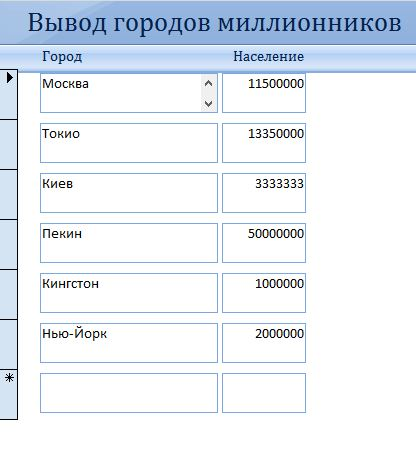 Вывод городов миллионников
Город Население
Москва 11500000
Токио 13350000
Киев 3333333
Пекин 50000000
Кингстон 1000000
Нью-Йорк 2000000